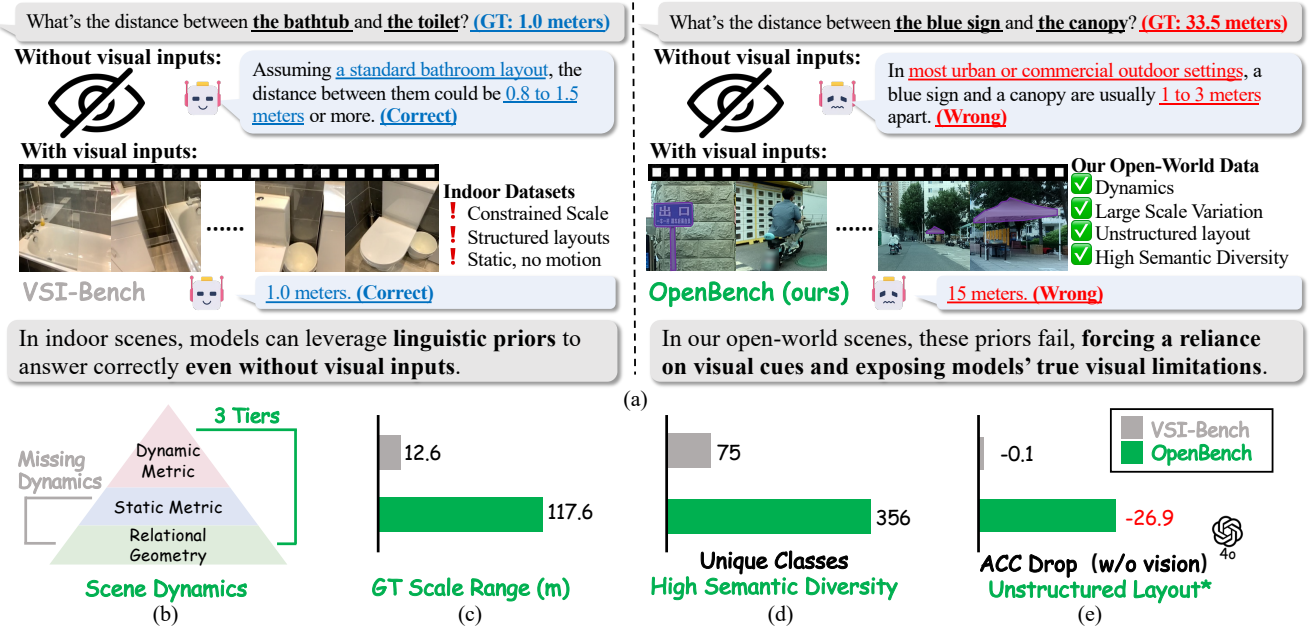 What's the distance between the bathtub and the toilet? (GT: 1.0 meters)
Without visual inputs:
Assuming a standard bathroom layout, the
distance between them could be 0.8 to 1.5
meters or more. (Correct)
With visual inputs:
Indoor Datasets
! Constrained Scale
! Structured layouts
! Static, no motion
VSI-Bench
1.0 meters. (Correct)
In indoor scenes, models can leverage linguistic priors to
answer correctly even without visual inputs.
What's the distance between the blue sign and the canopy? (GT: 33.5 meters)
Without visual inputs:
In most urban or commercial outdoor settings, a
blue sign and a canopy are usually 1 to 3 meters
apart. (Wrong)
With visual inputs:
出口
Our Open-World Data
✅ Dynamics
✅ Large Scale Variation
✅ Unstructured layout
✅ High Semantic Diversity
OpenBench (ours)
15 meters. (Wrong)
In our open-world scenes, these priors fail, forcing a reliance
on visual cues and exposing models' true visual limitations.
(a)
3 Tiers
Missing
Dynamics
Dynamic
Metric
Static Metric
Relational
Geometry
Scene Dynamics
(b)
12.6
117.6
GT Scale Range (m)
(c)
75
356
Unique Classes
High Semantic Diversity
(d)
VSI-Bench
OpenBench
-0.1
-26.9
4o
ACC Drop (w/o vision)
Unstructured Layout*
(e)